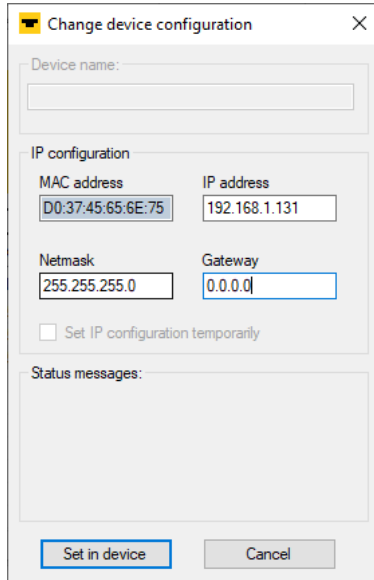 Change device configuration
Device name:
IP configuration
MAC address IP address
D0:37:45:65:6E:75 192.168.1.131
Netmask Gateway
255.255.255.0 0.0.0.0
Set IP configuration temporarily
Status messages:
Set in device Cancel